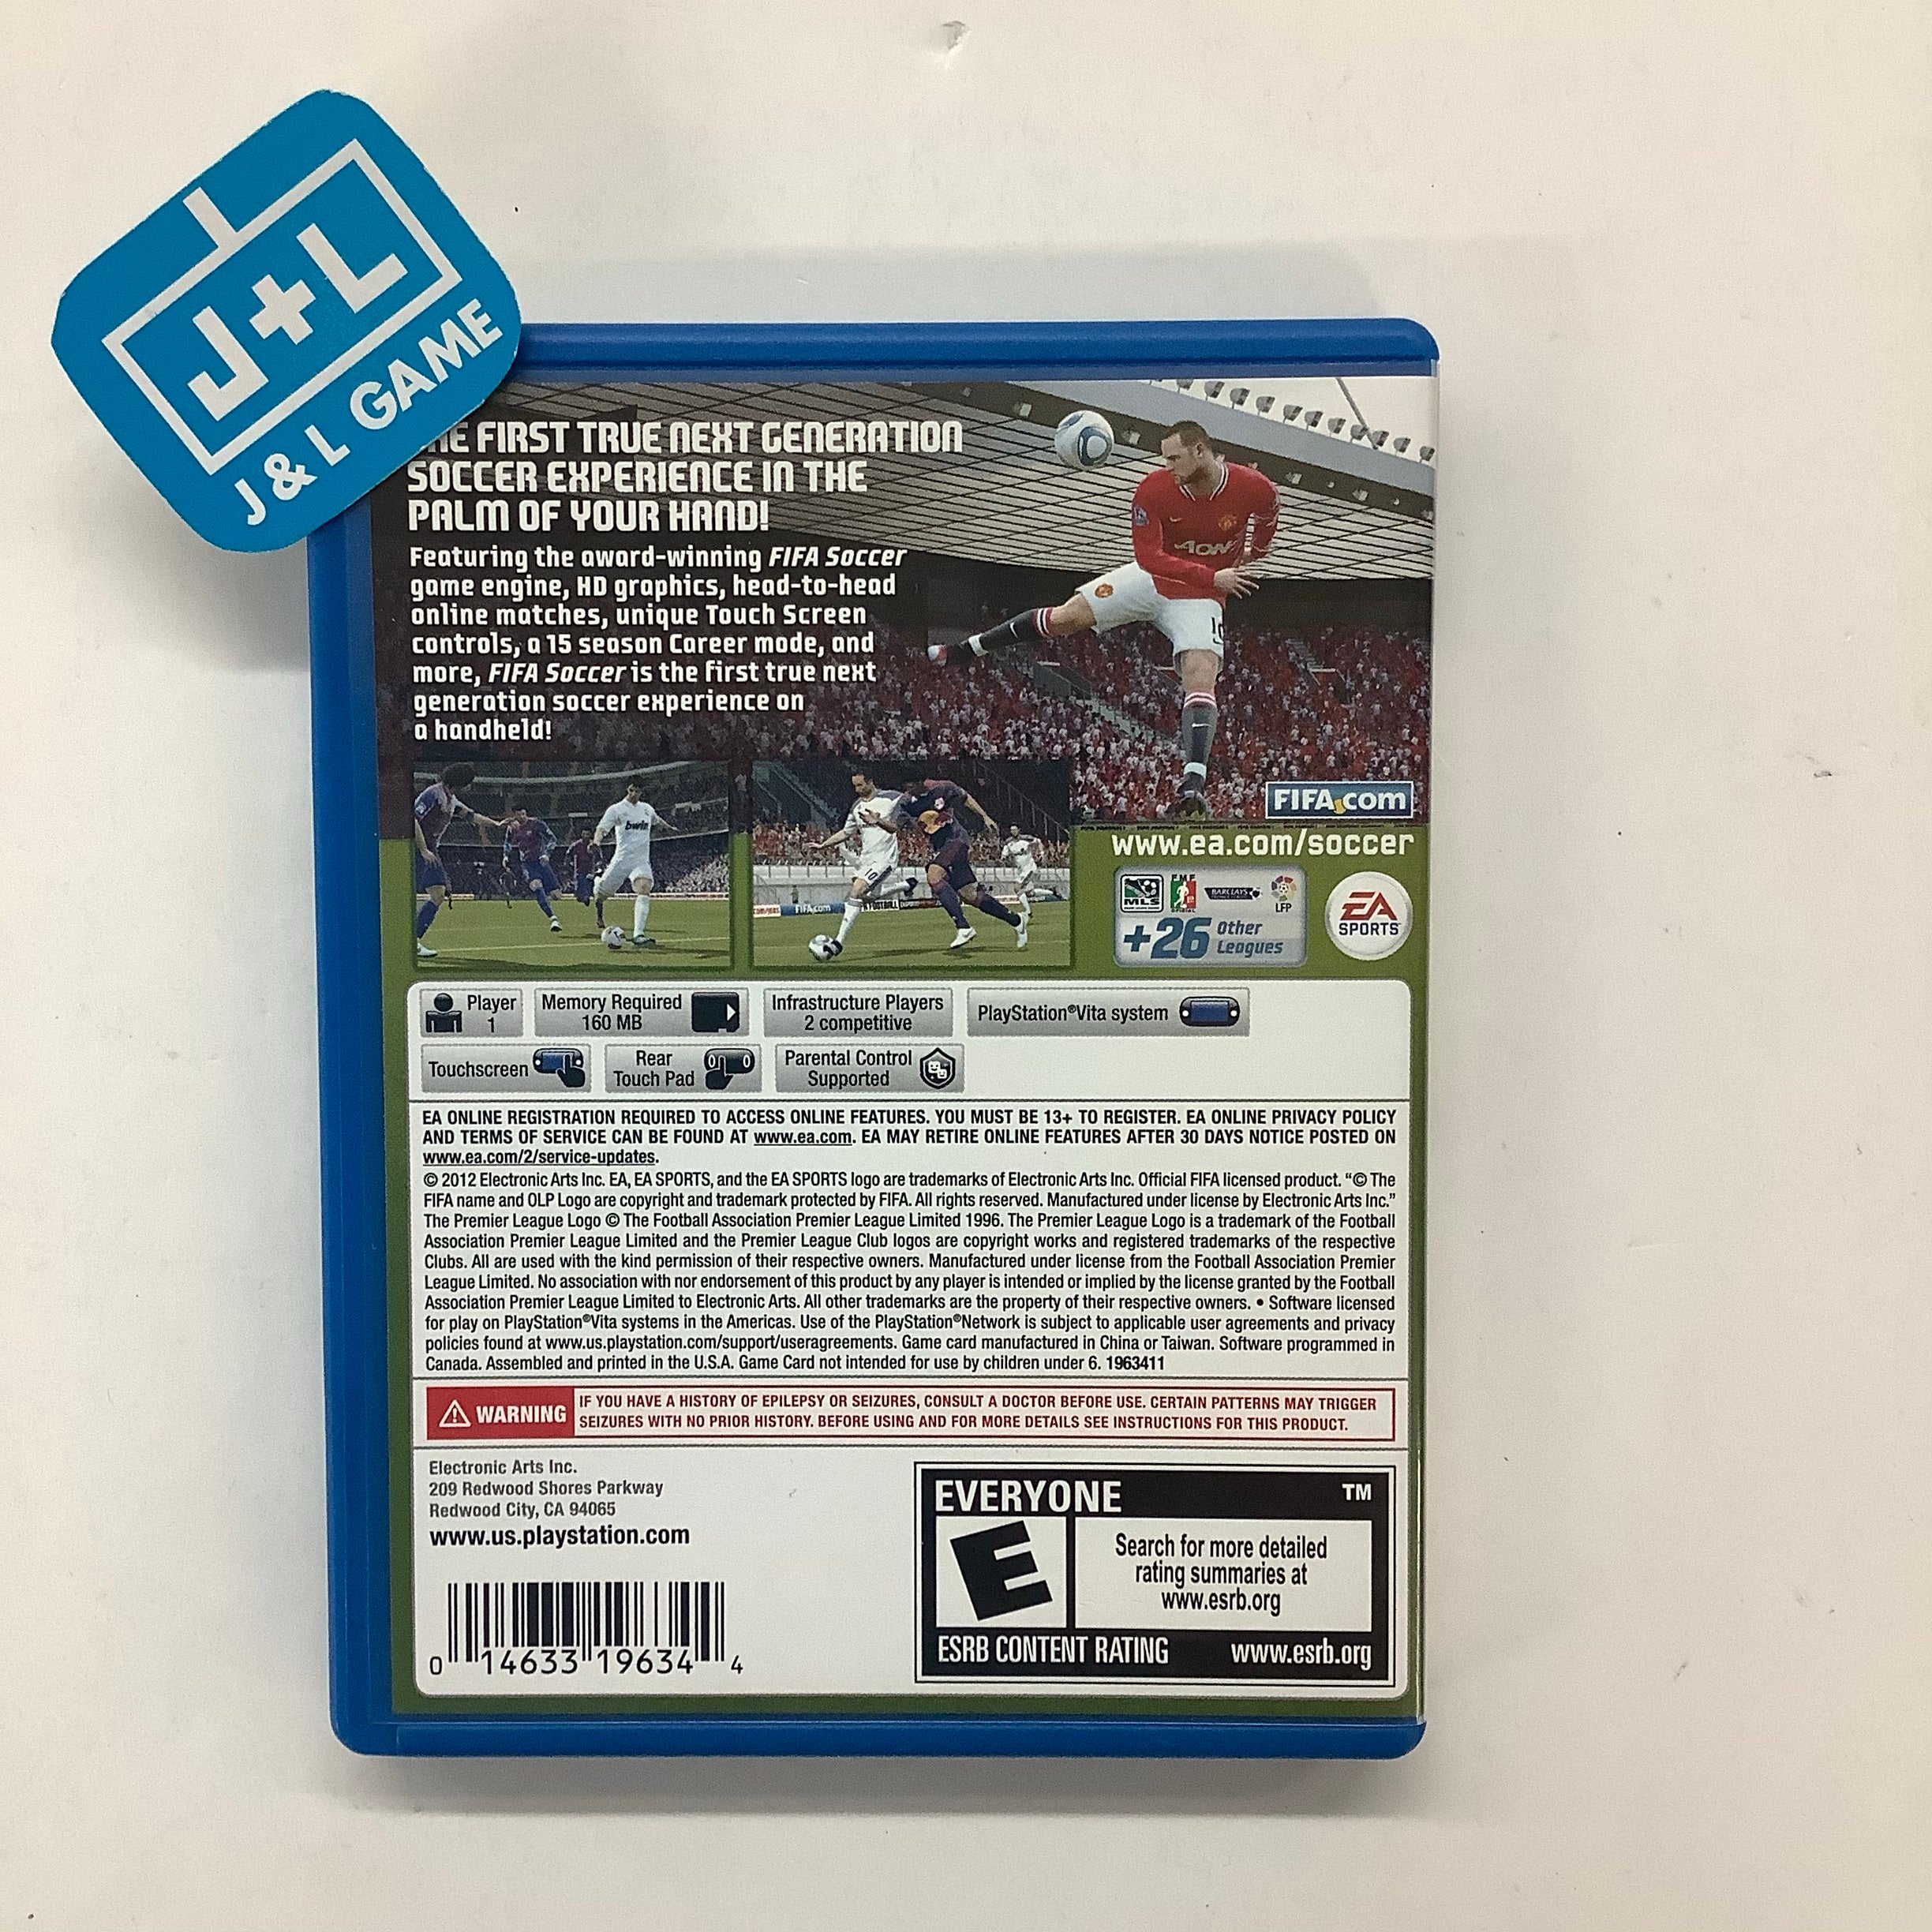 J+L
J & L GAME
FIRST TRUE NEXT GENERATION
SOCCER EXPERIENCE IN THE
PALM OF YOUR HAND!
Featuring the award-winning FIFA Soccer
game engine, HD graphics, head-to-head
online matches, unique Touch Screen
controls, a 15 season Career mode, and
more, FIFA Soccer is the first true next
generation soccer experience on
a handheld!
AON
10
bwin
10
FIFA.com
FIFA.com
www.ea.com/soccer
MLS
FMF
OFICIAL
BARCLAYS
LFP
+26 Other
Leagues
EA
SPORTS
Player
1
Memory Required
160 MB
Infrastructure Players
2 competitive
PlayStation®Vita system
Touchscreen
Rear
Touch Pad
Parental Control
Supported
EA ONLINE REGISTRATION REQUIRED TO ACCESS ONLINE FEATURES. YOU MUST BE 13+ TO REGISTER. EA ONLINE PRIVACY POLICY
AND TERMS OF SERVICE CAN BE FOUND AT www.ea.com. EA MAY RETIRE ONLINE FEATURES AFTER 30 DAYS NOTICE POSTED ON
www.ea.com/2/service-updates.
© 2012 Electronic Arts Inc. EA, EA SPORTS, and the EA SPORTS logo are trademarks of Electronic Arts Inc. Official FIFA licensed product. “© The
FIFA name and OLP Logo are copyright and trademark protected by FIFA. All rights reserved. Manufactured under license by Electronic Arts Inc.”
The Premier League Logo © The Football Association Premier League Limited 1996. The Premier League Logo is a trademark of the Football
Association Premier League Limited and the Premier League Club logos are copyright works and registered trademarks of the respective
Clubs. All are used with the kind permission of their respective owners. Manufactured under license from the Football Association Premier
League Limited. No association with nor endorsement of this product by any player is intended or implied by the license granted by the Football
Association Premier League Limited to Electronic Arts. All other trademarks are the property of their respective owners. • Software licensed
for play on PlayStation®Vita systems in the Americas. Use of the PlayStation®Network is subject to applicable user agreements and privacy
policies found at www.us.playstation.com/support/useragreements. Game card manufactured in China or Taiwan. Software programmed in
Canada. Assembled and printed in the U.S.A. Game Card not intended for use by children under 6. 1963411
WARNING
IF YOU HAVE A HISTORY OF EPILEPSY OR SEIZURES, CONSULT A DOCTOR BEFORE USE. CERTAIN PATTERNS MAY TRIGGER
SEIZURES WITH NO PRIOR HISTORY. BEFORE USING AND FOR MORE DETAILS SEE INSTRUCTIONS FOR THIS PRODUCT.
Electronic Arts Inc.
209 Redwood Shores Parkway
Redwood City, CA 94065
www.us.playstation.com
0 14633 19634 4
EVERYONE TM
E
Search for more detailed
rating summaries at
www.esrb.org
ESRB CONTENT RATING www.esrb.org